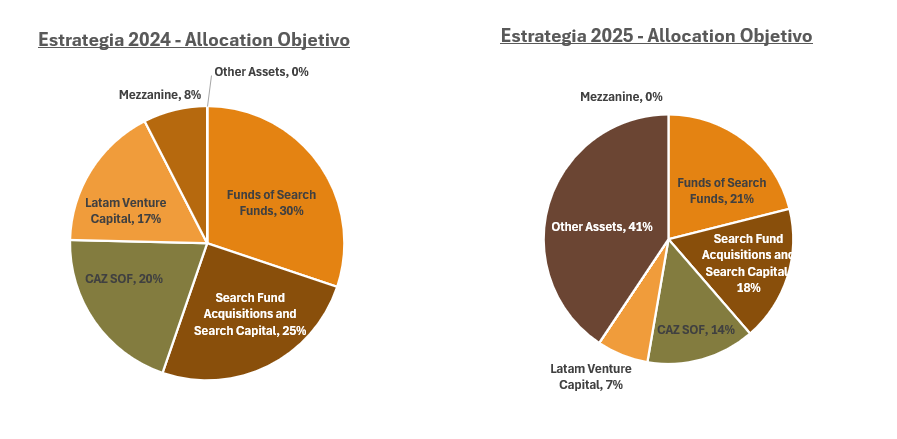 Estrategia 2024 - Allocation Objetivo
Other Assets, 0%
Mezzanine, 8%
Funds of Search
Funds, 30%
Latam Venture
Capital, 17%
CAZ SOF, 20%
Search Fund
Acquisitions and
Search Capital, 25%
Estrategia 2025 - Allocation Objetivo
Mezzanine, 0%
Funds of Search
Funds, 21%
Other Assets, 41%
Search Fund
Acquisitions and
Search Capital,
18%
CAZ SOF, 14%
Latam Venture
Capital, 7%